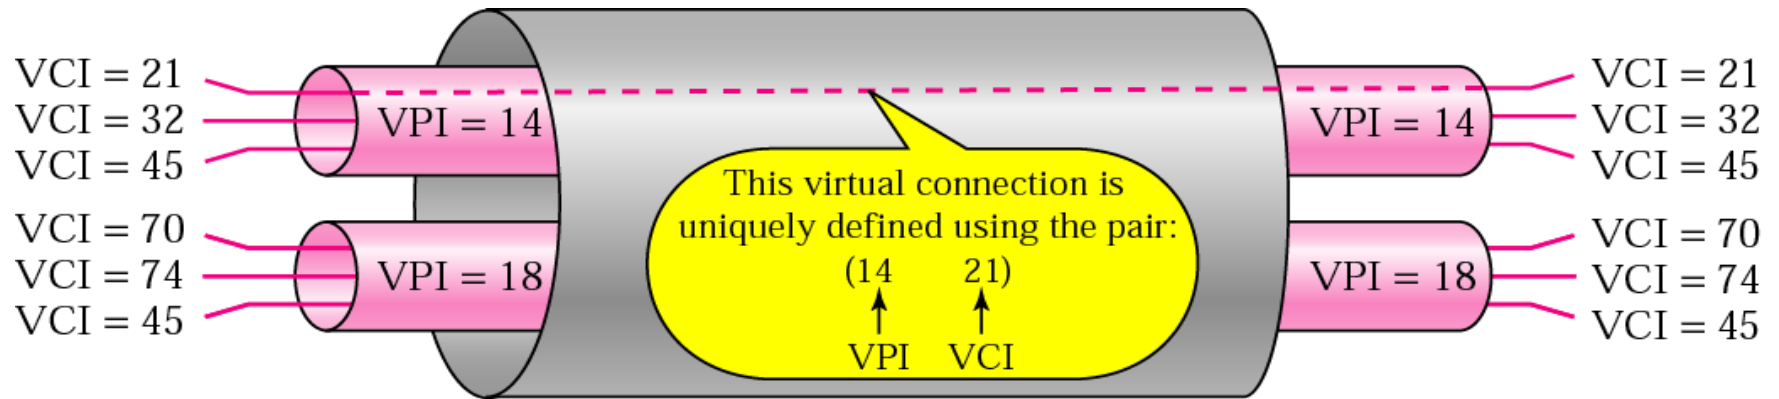 VCI = 21
VCI = 32
VCI = 45
VPI = 14
VCI = 70
VCI = 74
VCI = 45
VPI = 18
This virtual connection is
uniquely defined using the pair:
(14 21)
VPI VCI
VPI = 14
VCI = 21
VCI = 32
VCI = 45
VPI = 18
VCI = 70
VCI = 74
VCI = 45